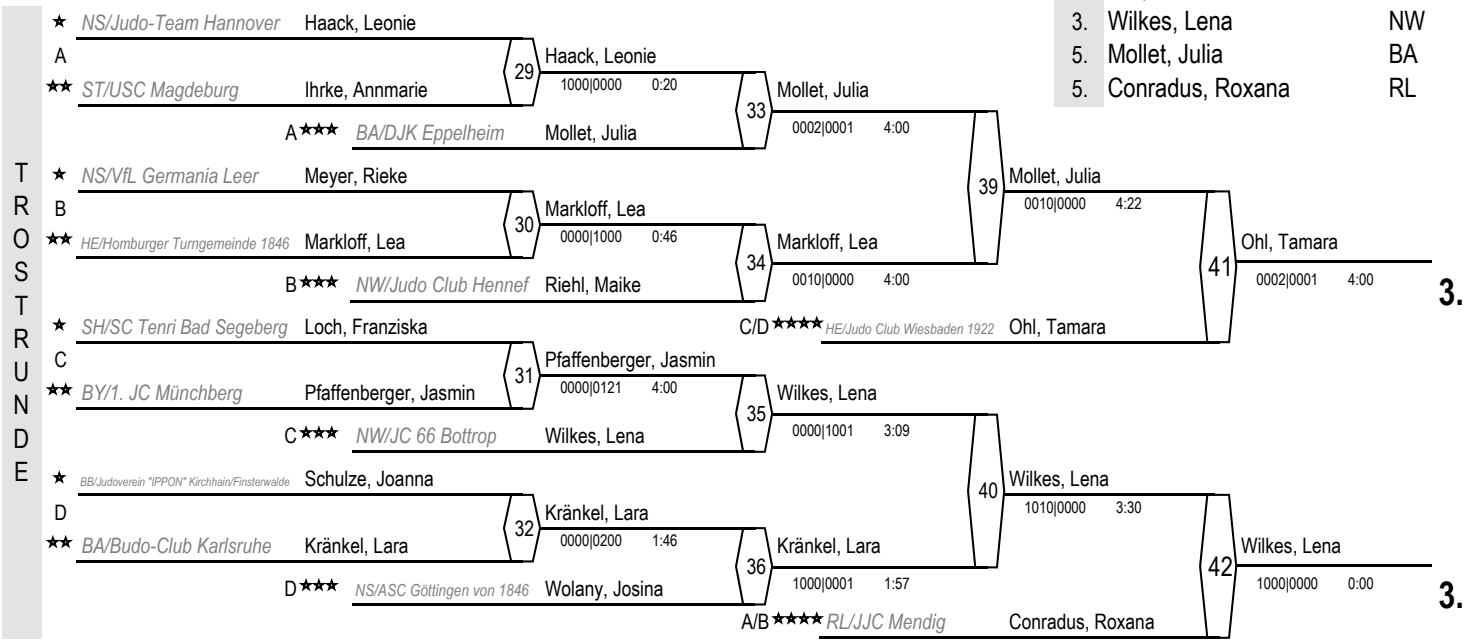 3. Wilkes, Lena NW
5. Mollet, Julia BA
5. Conradus, Roxana RL
TROSTRUNDE
★ NS/Judo-Team Hannover Haack, Leonie
A
29 Haack, Leonie
1000|0000 0:20
★★ ST/USC Magdeburg Ihrke, Annmarie
33 Mollet, Julia
0002|0001 4:00
A★★★ BA/DJK Eppelheim Mollet, Julia
★ NS/VfL Germania Leer Meyer, Rieke
39 Mollet, Julia
0010|0000 4:22
B
30 Markloff, Lea
0000|1000 0:46
★★ HE/Homburger Turngemeinde 1846 Markloff, Lea
34 Markloff, Lea
0010|0000 4:00
41 Ohl, Tamara
0002|0001 4:00
3.
B★★★ NW/Judo Club Hennef Riehl, Maike
★ SH/SC Tenri Bad Segeberg Loch, Franziska
C/D★★★★ HE/Judo Club Wiesbaden 1922 Ohl, Tamara
C
31 Pfaffenberger, Jasmin
0000|0121 4:00
★★ BY/1. JC Münchberg Pfaffenberger, Jasmin
35 Wilkes, Lena
0000|1001 3:09
C★★★ NW/JC 66 Bottrop Wilkes, Lena
★ BB/Judoverein "IPPON" Kirchhain/Finsterwalde Schulze, Joanna
40 Wilkes, Lena
1010|0000 3:30
D
32 Kränkel, Lara
0000|0200 1:46
★★ BA/Budo-Club Karlsruhe Kränkel, Lara
36 Kränkel, Lara
1000|0001 1:57
42 Wilkes, Lena
1000|0000 0:00
3.
D★★★ NS/ASC Göttingen von 1846 Wolany, Josina
A/B★★★★ RL/JJC Mendig Conradus, Roxana